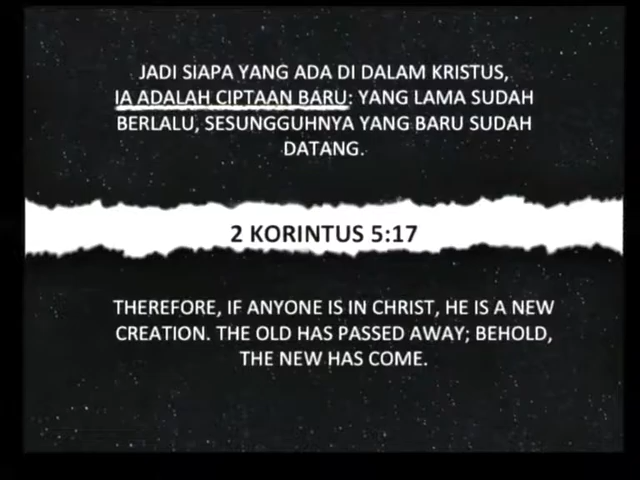 JADI SIAPA YANG ADA DI DALAM KRISTUS,
IA ADALAH CIPTAAN BARU: YANG LAMA SUDAH
BERLALU, SESUNGGUHNYA YANG BARU SUDAH
DATANG.
2 KORINTUS 5:17
THEREFORE, IF ANYONE IS IN CHRIST, HE IS A NEW
CREATION. THE OLD HAS PASSED AWAY; BEHOLD,
THE NEW HAS COME.